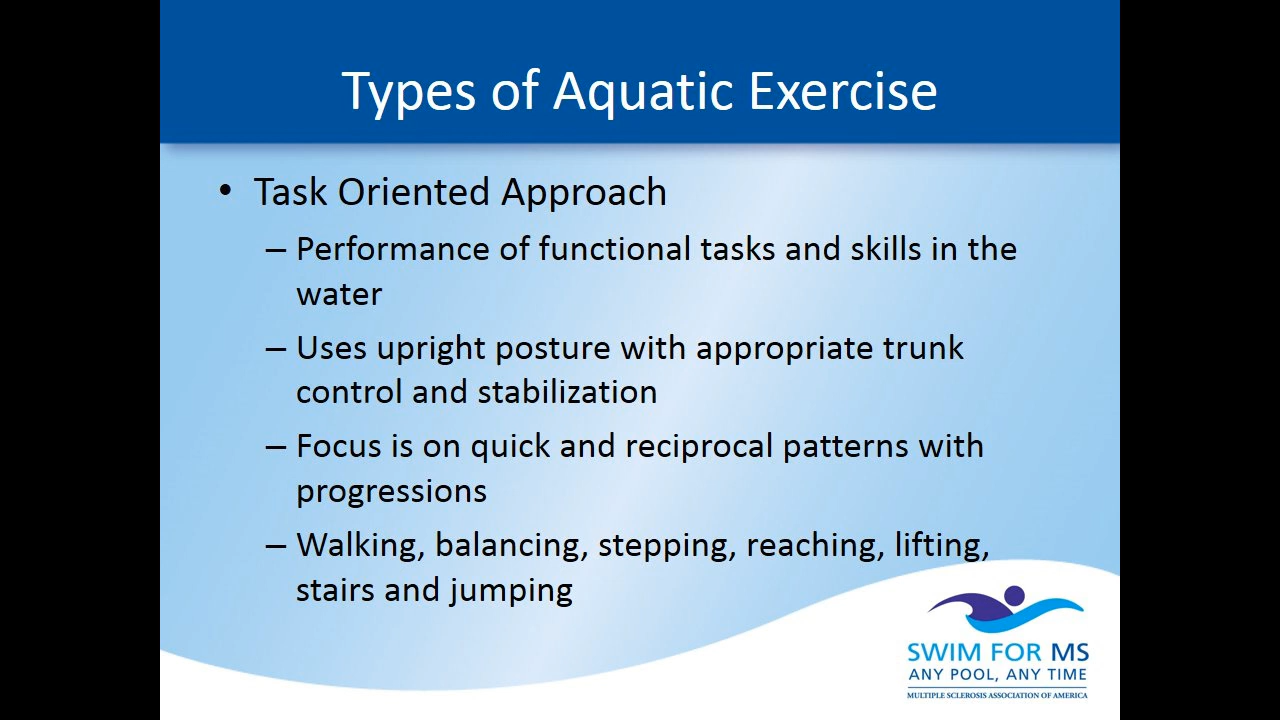 Types of Aquatic Exercise
• Task Oriented Approach
– Performance of functional tasks and skills in the
water
– Uses upright posture with appropriate trunk
control and stabilization
– Focus is on quick and reciprocal patterns with
progressions
– Walking, balancing, stepping, reaching, lifting,
stairs and jumping
SWIM FOR MS
ANY POOL, ANY TIME
MULTIPLE SCLEROSIS ASSOCIATION OF AMERICA